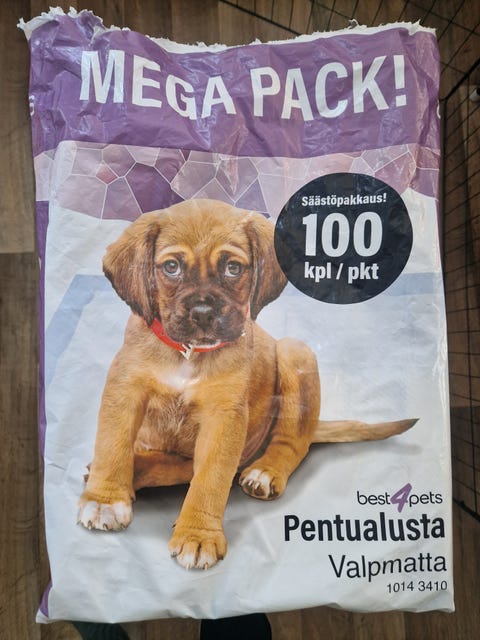 MEGA PACK!
Säästöpakkaus!
100
kpl / pkt
best4pets
Pentualusta
Valpmatta
1014 3410